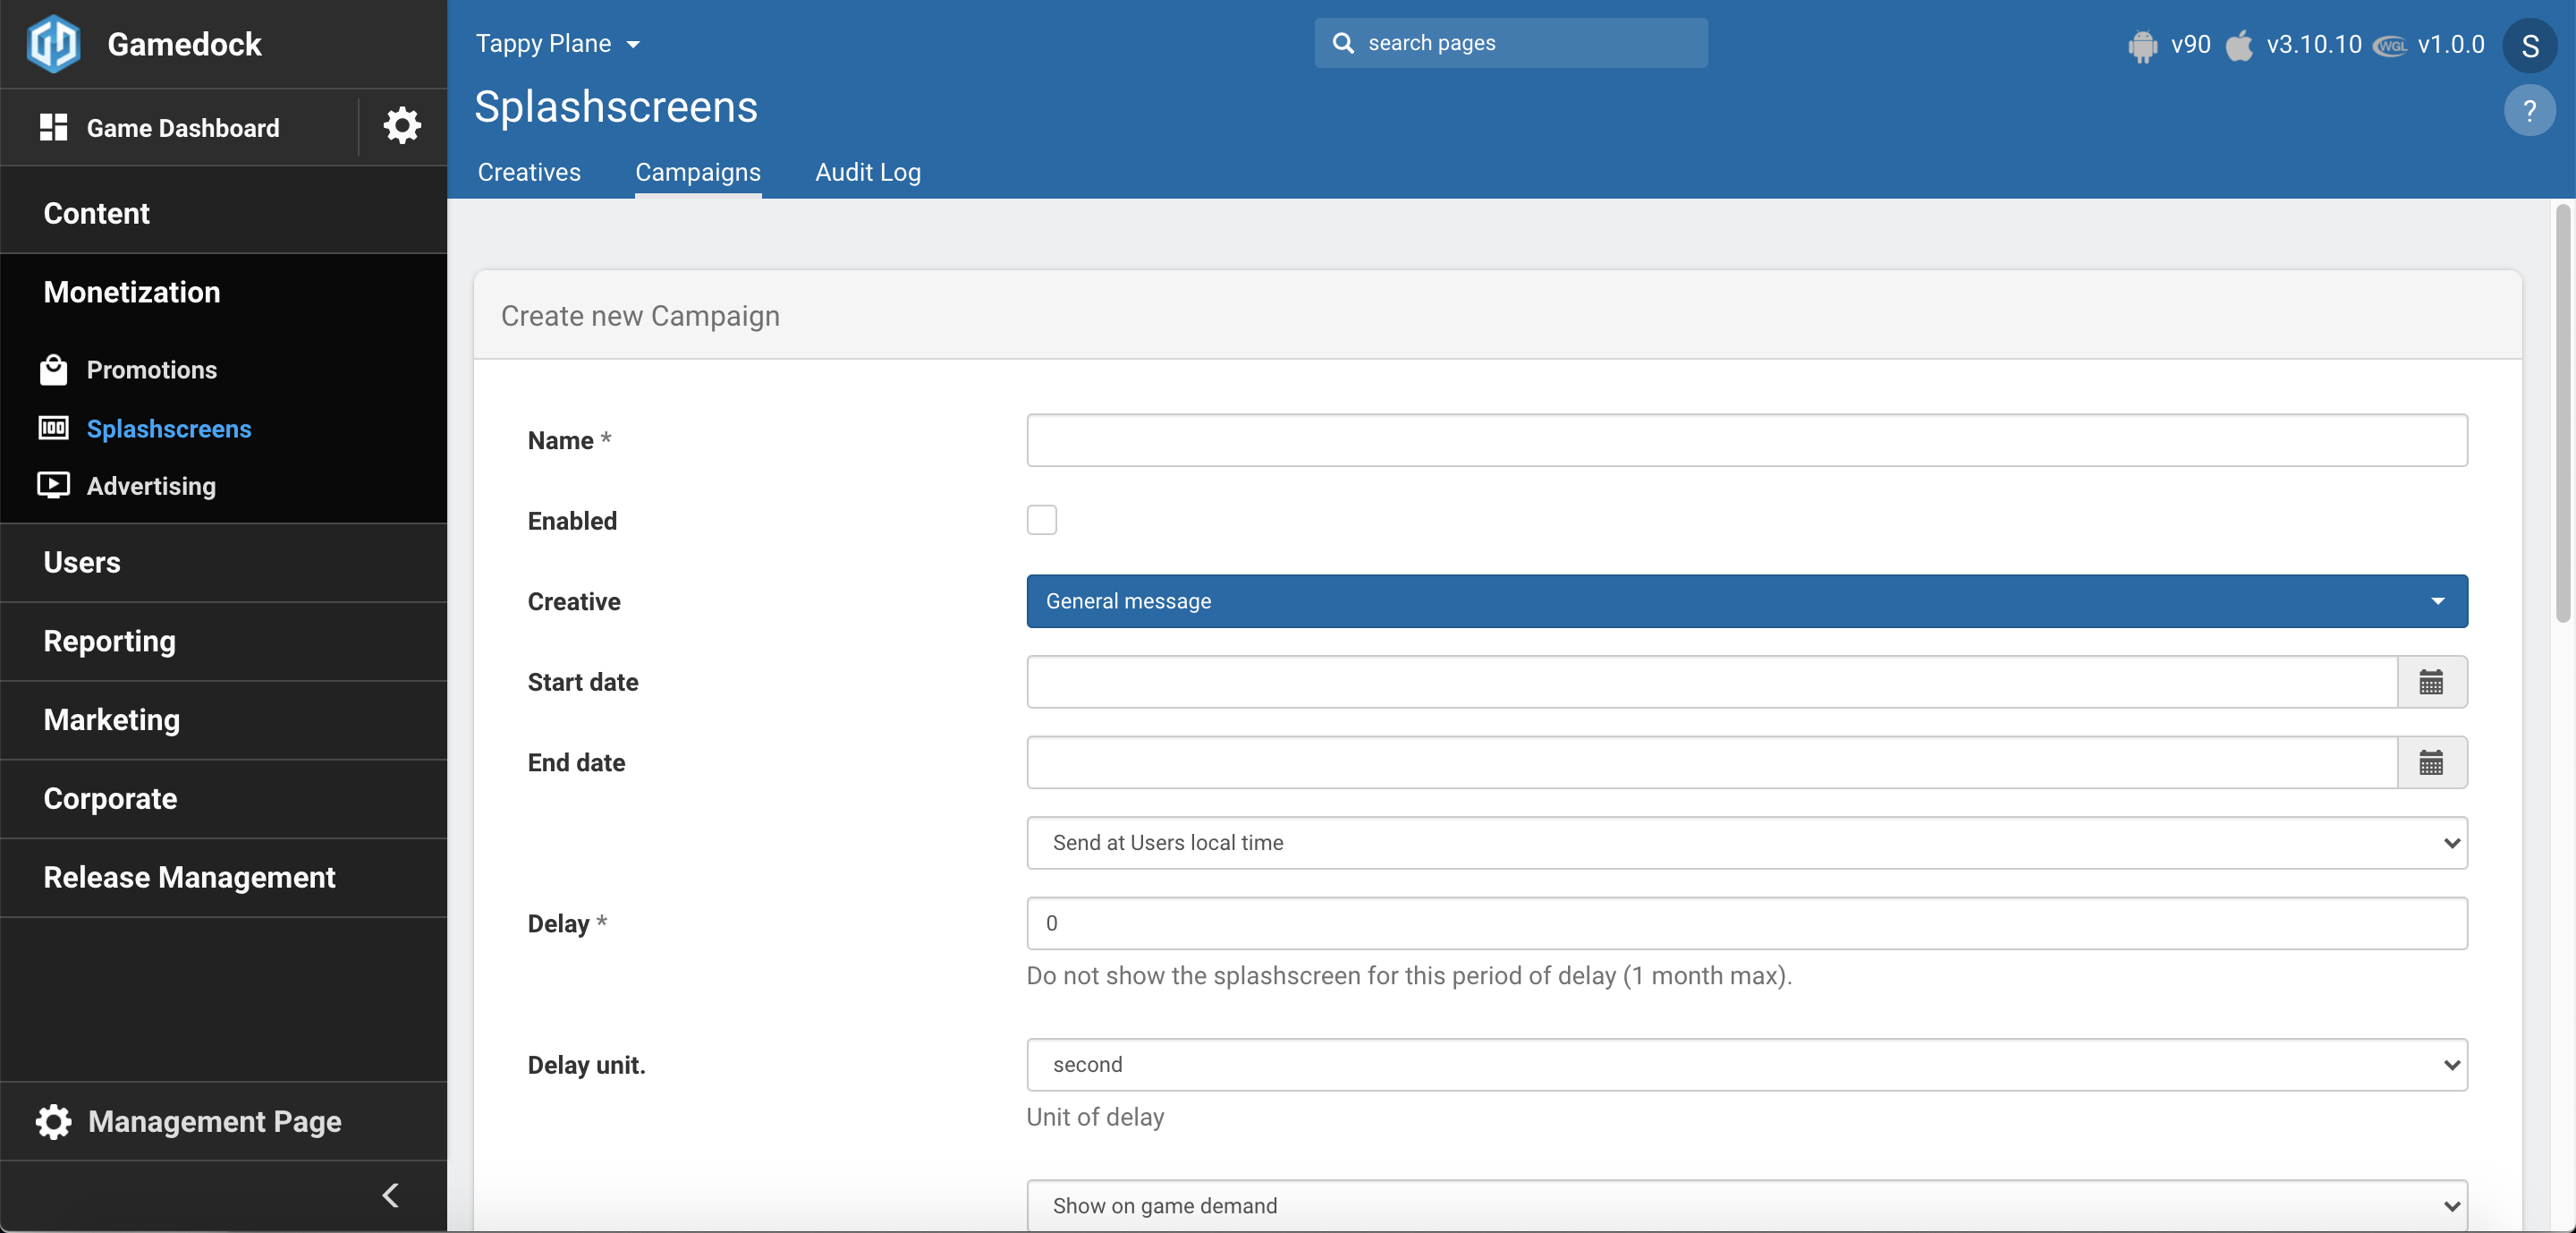 Gamedock
Game Dashboard
Content
Monetization
Promotions
100 Splashscreens
Advertising
Users
Reporting
Marketing
Corporate
Release Management
Management Page
Tappy Plane
search pages
v90 v3.10.10 WGL v1.0.0 S
Splashscreens
?
Creatives Campaigns Audit Log
Create new Campaign
Name *
Enabled
Creative General message
Start date
End date
Send at Users local time
Delay * 0
Do not show the splashscreen for this period of delay (1 month max).
Delay unit. second
Unit of delay
Show on game demand